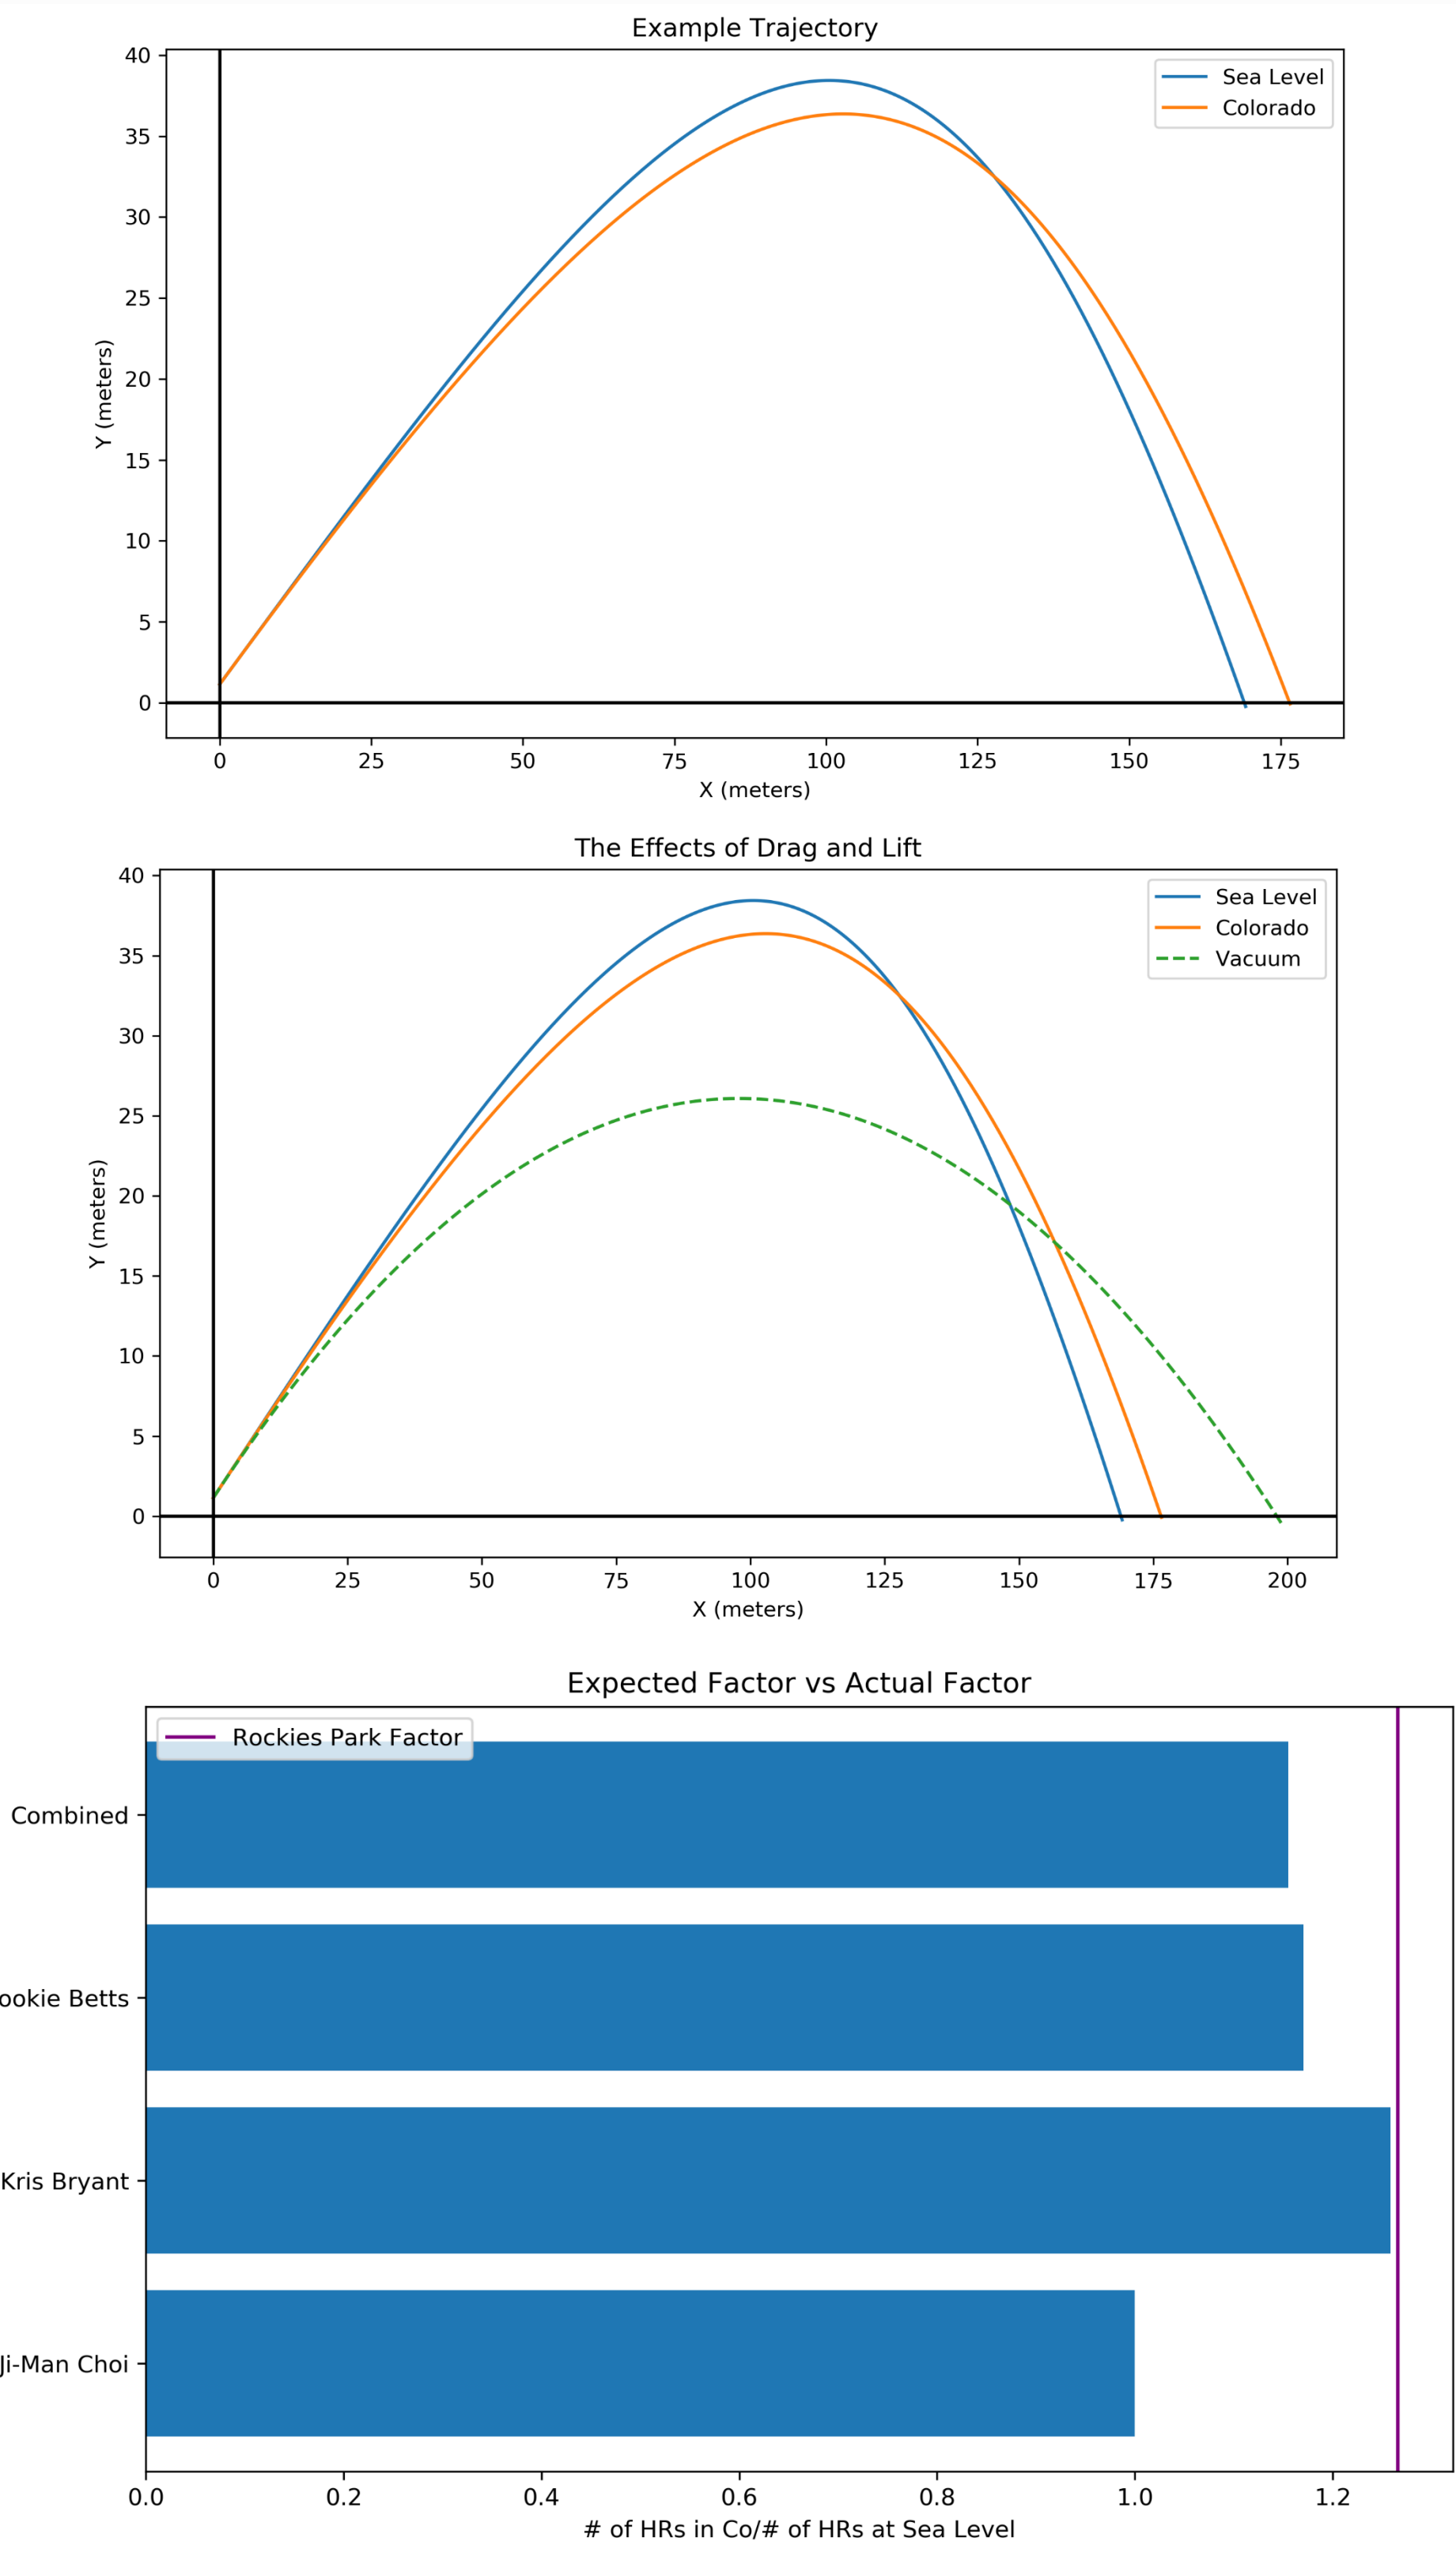 Example Trajectory
Sea Level
Colorado
40
35
30
25
20
15
10
5
0
Y (meters)
0 25 50 75 100 125 150 175
X (meters)
The Effects of Drag and Lift
Sea Level
Colorado
Vacuum
40
35
30
25
20
15
10
5
0
Y (meters)
0 25 50 75 100 125 150 175 200
X (meters)
Expected Factor vs Actual Factor
Rockies Park Factor
Combined
ookie Betts
Kris Bryant
Ji-Man Choi
0.0 0.2 0.4 0.6 0.8 1.0 1.2
# of HRs in Co/# of HRs at Sea Level